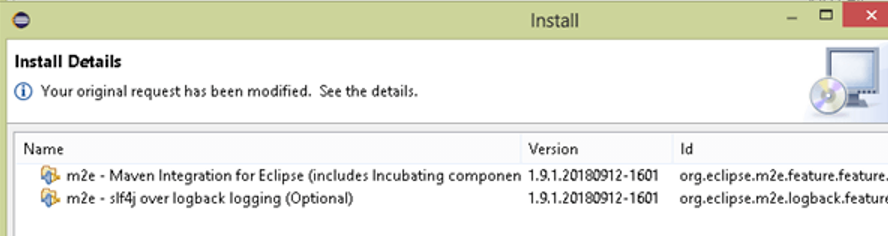 Install
Install Details
Your original request has been modified. See the details.
Name Version Id
m2e - Maven Integration for Eclipse (includes Incubating componen 1.9.1.20180912-1601 org.eclipse.m2e.feature.feature.
m2e - slf4j over logback logging (Optional) 1.9.1.20180912-1601 org.eclipse.m2e.logback.feature